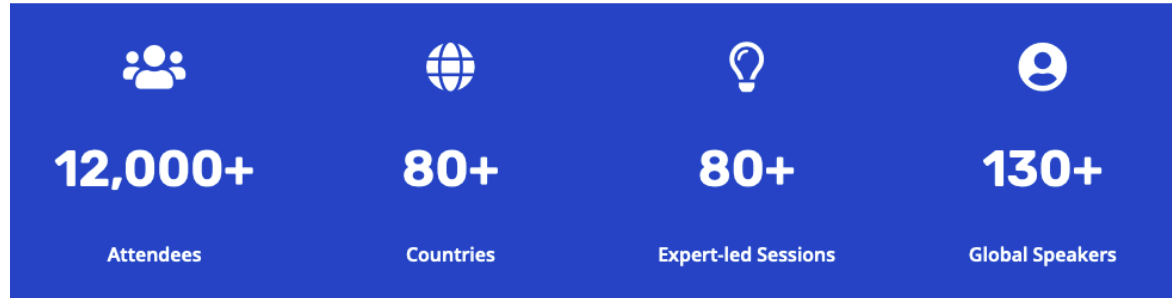 12,000+ 80+ 80+ 130+
Attendees Countries Expert-led Sessions Global Speakers